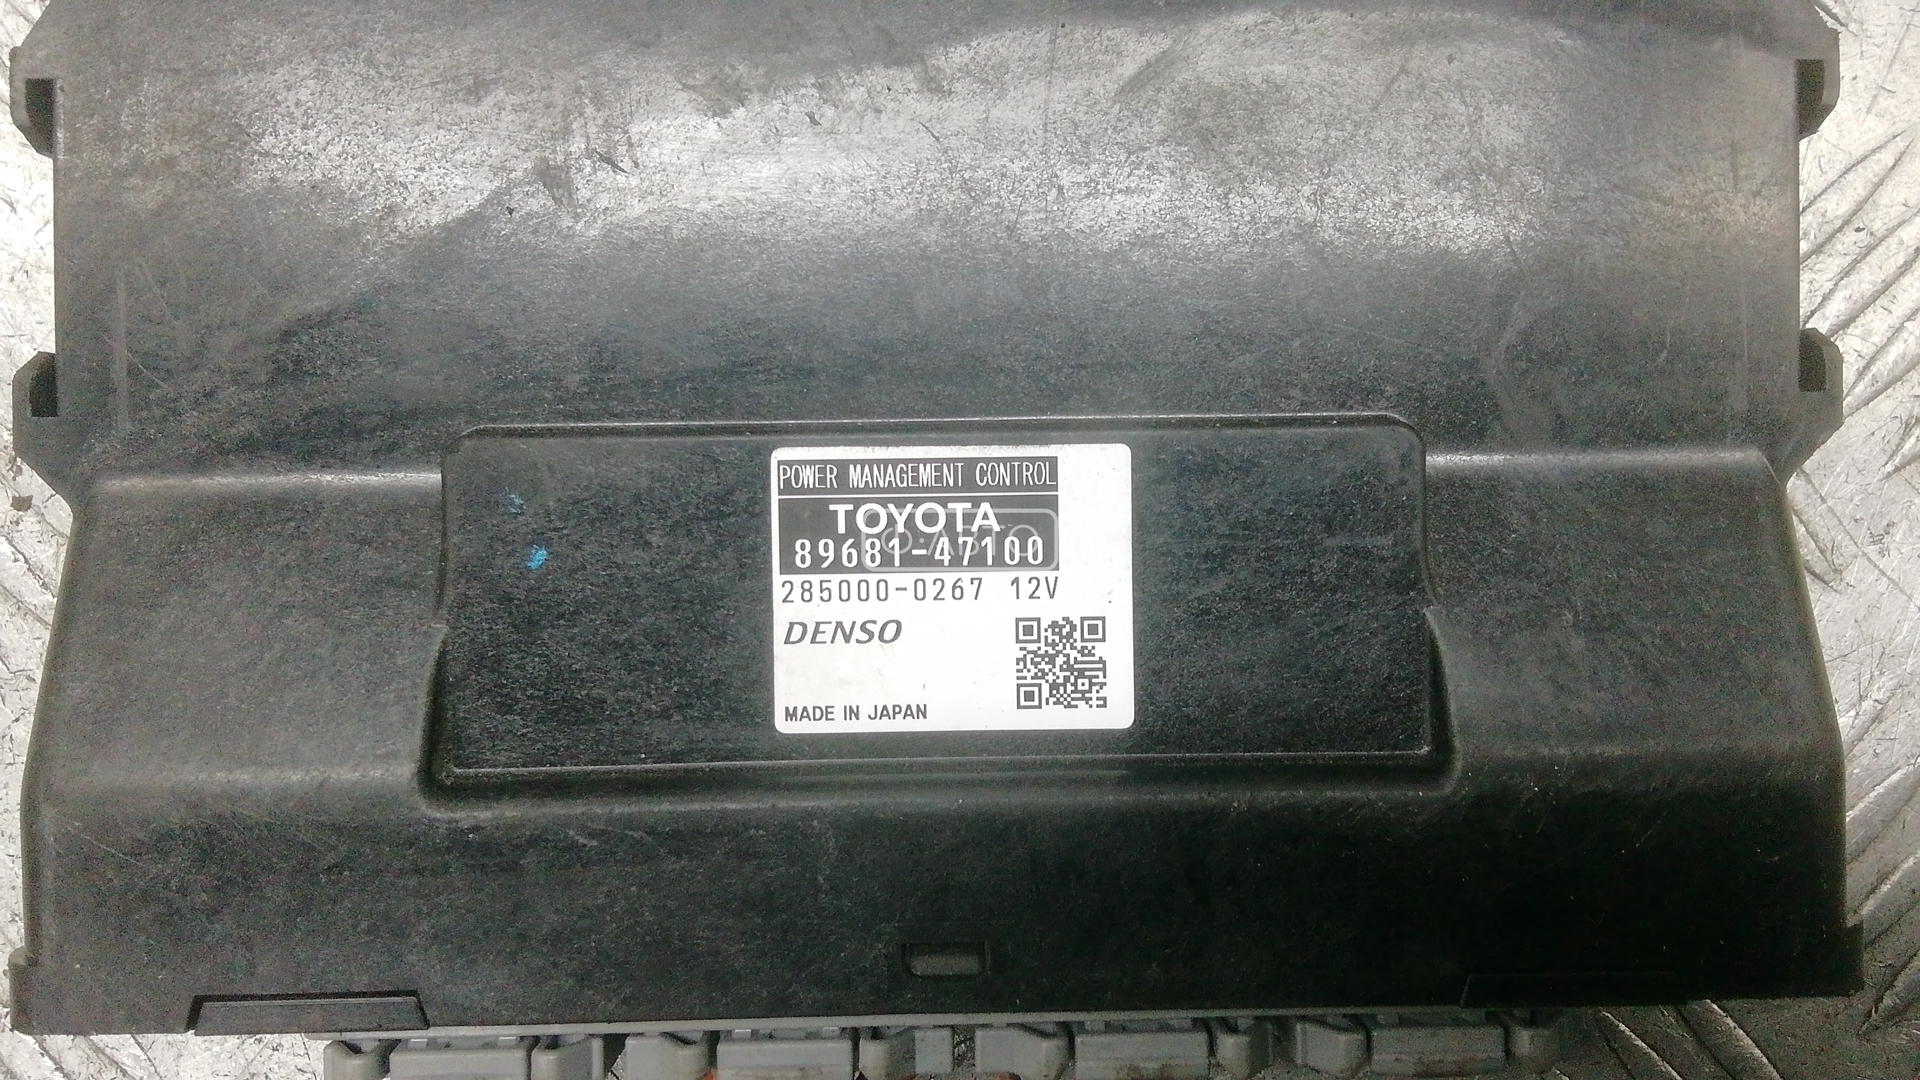 POWER MANAGEMENT CONTROL
TOYOTA
89681-47100
285000-0267 12V
DENSO
MADE IN JAPAN